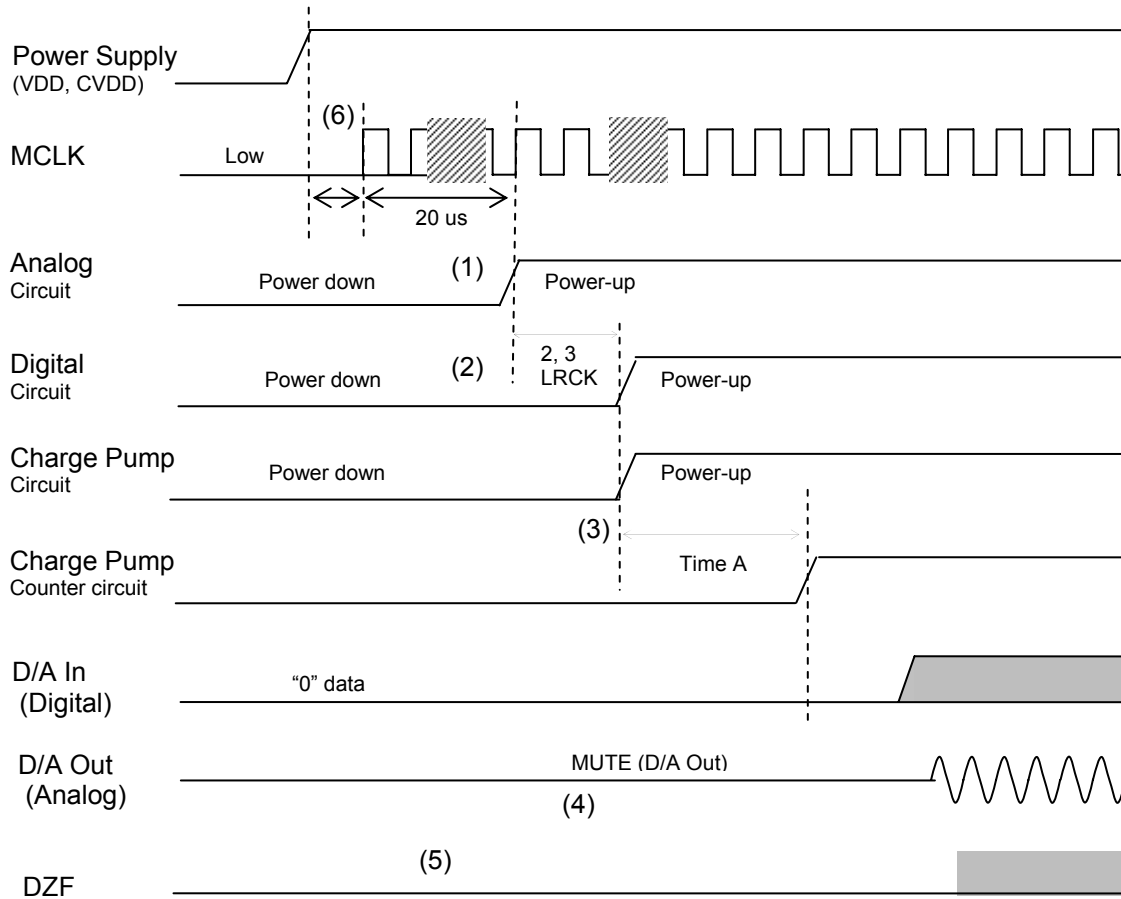 Power Supply
(VDD, CVDD)
(6)
MCLK
Low
20 us
Analog
Circuit
Power down
(1)
Power-up
Digital
Circuit
Power down
(2)
2, 3
LRCK
Power-up
Charge Pump
Circuit
Power down
Power-up
(3)
Charge Pump
Counter circuit
Time A
D/A In
(Digital)
“0” data
D/A Out
(Analog)
MUTE (D/A Out)
(4)
(5)
DZF